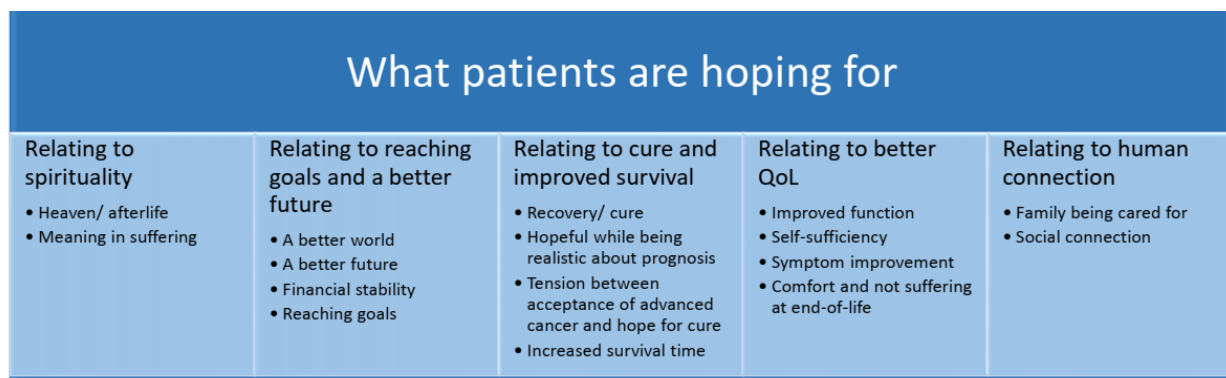 What patients are hoping for
Relating to
spirituality
• Heaven/ afterlife
• Meaning in suffering
Relating to reaching
goals and a better
future
• A better world
• A better future
• Financial stability
• Reaching goals
Relating to cure and
improved survival
• Recovery/ cure
• Hopeful while being
realistic about prognosis
• Tension between
acceptance of advanced
cancer and hope for cure
• Increased survival time
Relating to better
QoL
• Improved function
• Self-sufficiency
• Symptom improvement
• Comfort and not suffering
at end-of-life
Relating to human
connection
• Family being cared for
• Social connection